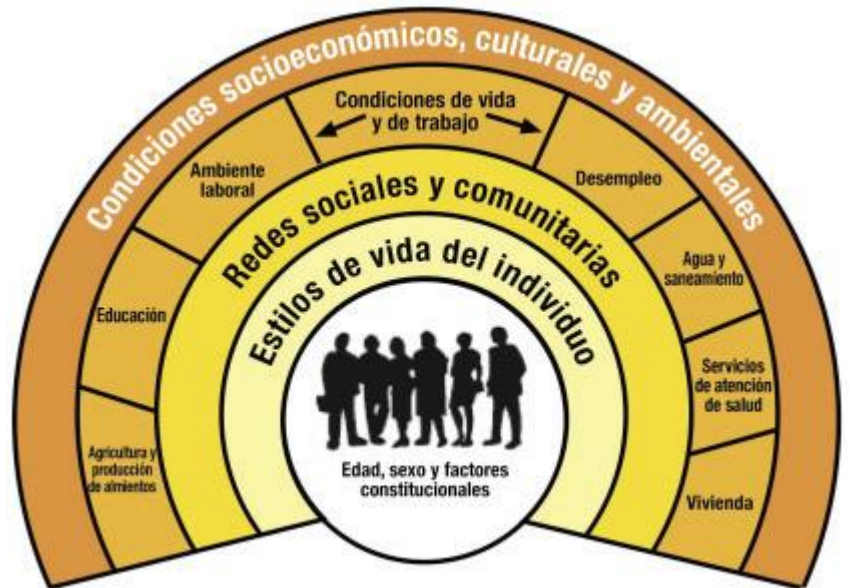 Condiciones socioeconómicos, culturales y ambientales
Condiciones de vida
y de trabajo
Ambiente
laboral
Desempleo
Redes sociales y comunitarias
Educación
Agua y
saneamiento
Estilos de vida del individuo
Servicios
de atención
de salud
Agricultura y
producción
de almientos
Vivienda
Edad, sexo y factores
constitucionales